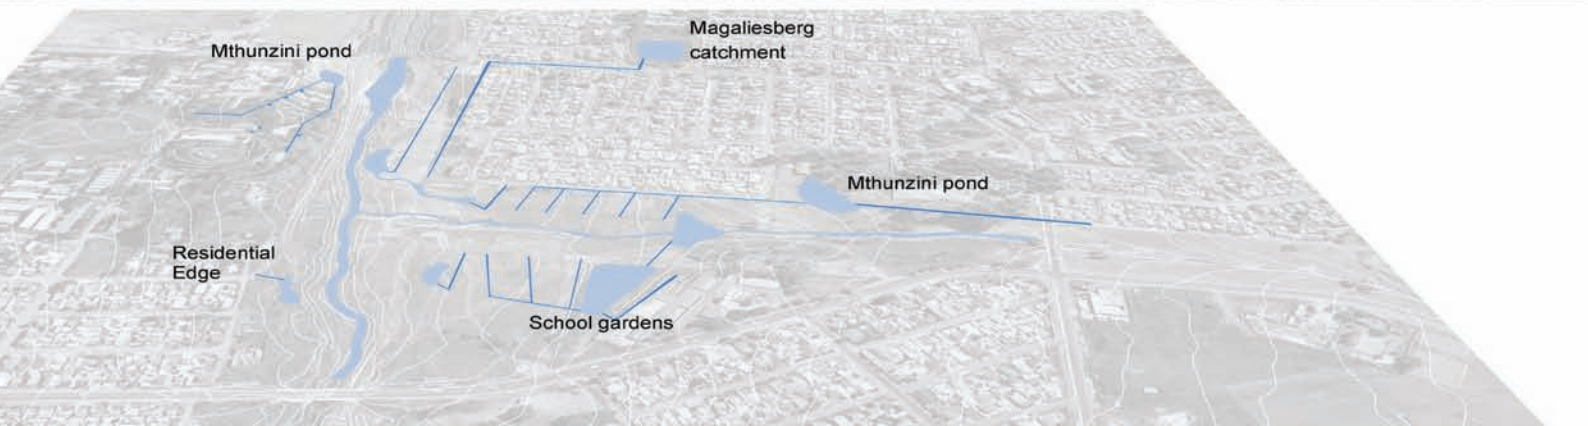 Magaliesberg
catchment
Mthunzini pond
Mthunzini pond
Residential
Edge
School gardens